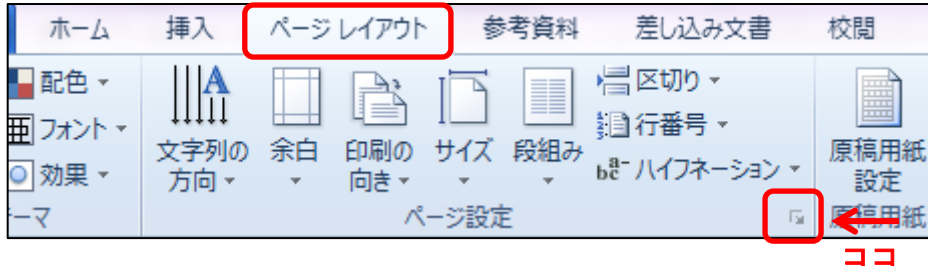 ホーム 挿入 ページ レイアウト 参考資料 差し込み文書 校閲
配色
フォント
効果
テーマ
文字列の
方向
余白
印刷の
向き
サイズ
段組み
区切り
行番号
ハイフネーション
ページ設定
原稿用紙
設定
原稿用紙
ココ